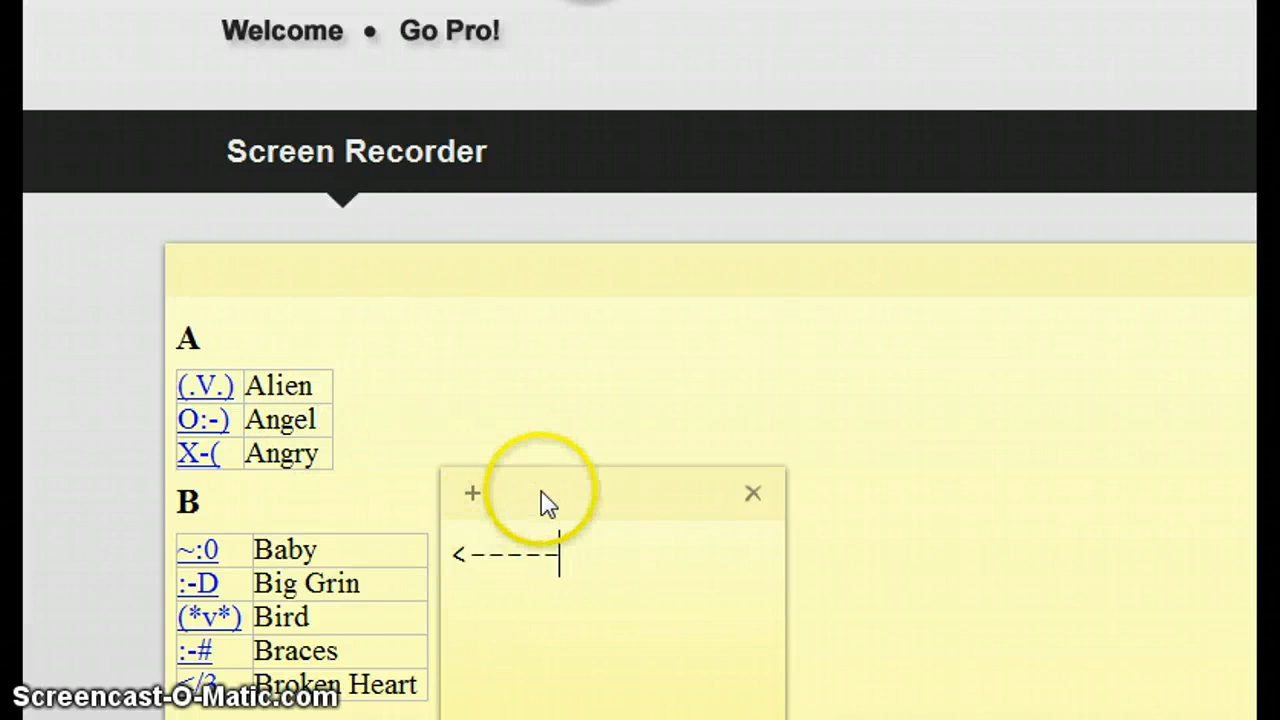 Welcome • Go Pro!
Screen Recorder
A
(.V.) Alien
O:-) Angel
X-( Angry
+ ×
B
<-----
~:0 Baby
:-D Big Grin
(*v*) Bird
:-# Braces
</3 Broken Heart
Screencast-O-Matic.com